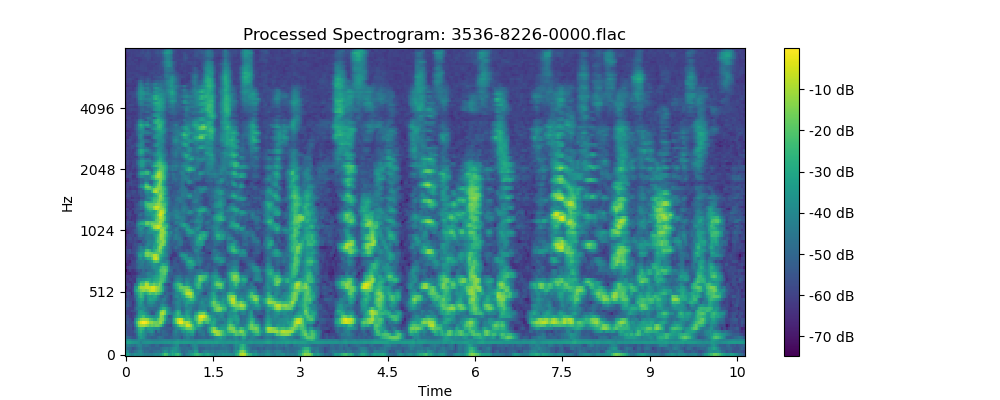 Processed Spectrogram: 3536-8226-0000.flac
Hz
4096
2048
1024
512
0
0 1.5 3 4.5 6 7.5 9 10
Time
-10 dB
-20 dB
-30 dB
-40 dB
-50 dB
-60 dB
-70 dB